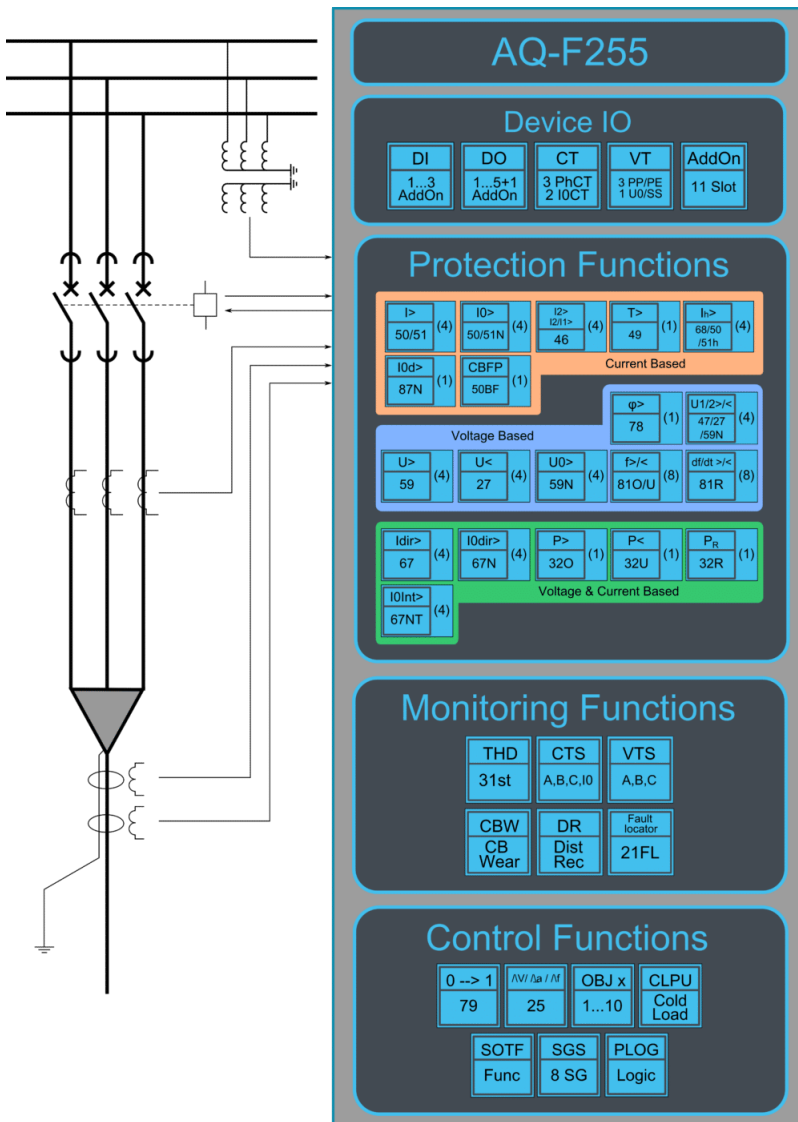 AQ-F255
Device IO
DI
1...3
AddOn
DO
1...5+1
AddOn
CT
3 PhCT
2 I0CT
VT
3 PP/PE
1 U0/SS
AddOn
11 Slot
Protection Functions
I>
50/51
(4)
I0>
50/51N
(4)
I2>
I2/I1>
46
(4)
T>
49
(1)
Ih>
68/50
/51h
(4)
I0d>
87N
(1)
CBFP
50BF
(1)
Current Based
φ>
78
(1)
U1/2>/<
47/27
/59N
(4)
Voltage Based
U>
59
(4)
U<
27
(4)
U0>
59N
(4)
f>/<
81O/U
(8)
df/dt >/<
81R
(8)
Idir>
67
(4)
I0dir>
67N
(4)
P>
32O
(1)
P<
32U
(1)
PR
32R
(1)
Voltage & Current Based
I0Int>
67NT
(4)
Monitoring Functions
THD
31st
CTS
A,B,C,I0
VTS
A,B,C
CBW
CB
Wear
DR
Dist
Rec
Fault
locator
21FL
Control Functions
0 --> 1
79
/\V/ /\a / /\f
25
OBJ x
1...10
CLPU
Cold
Load
SOTF
Func
SGS
8 SG
PLOG
Logic